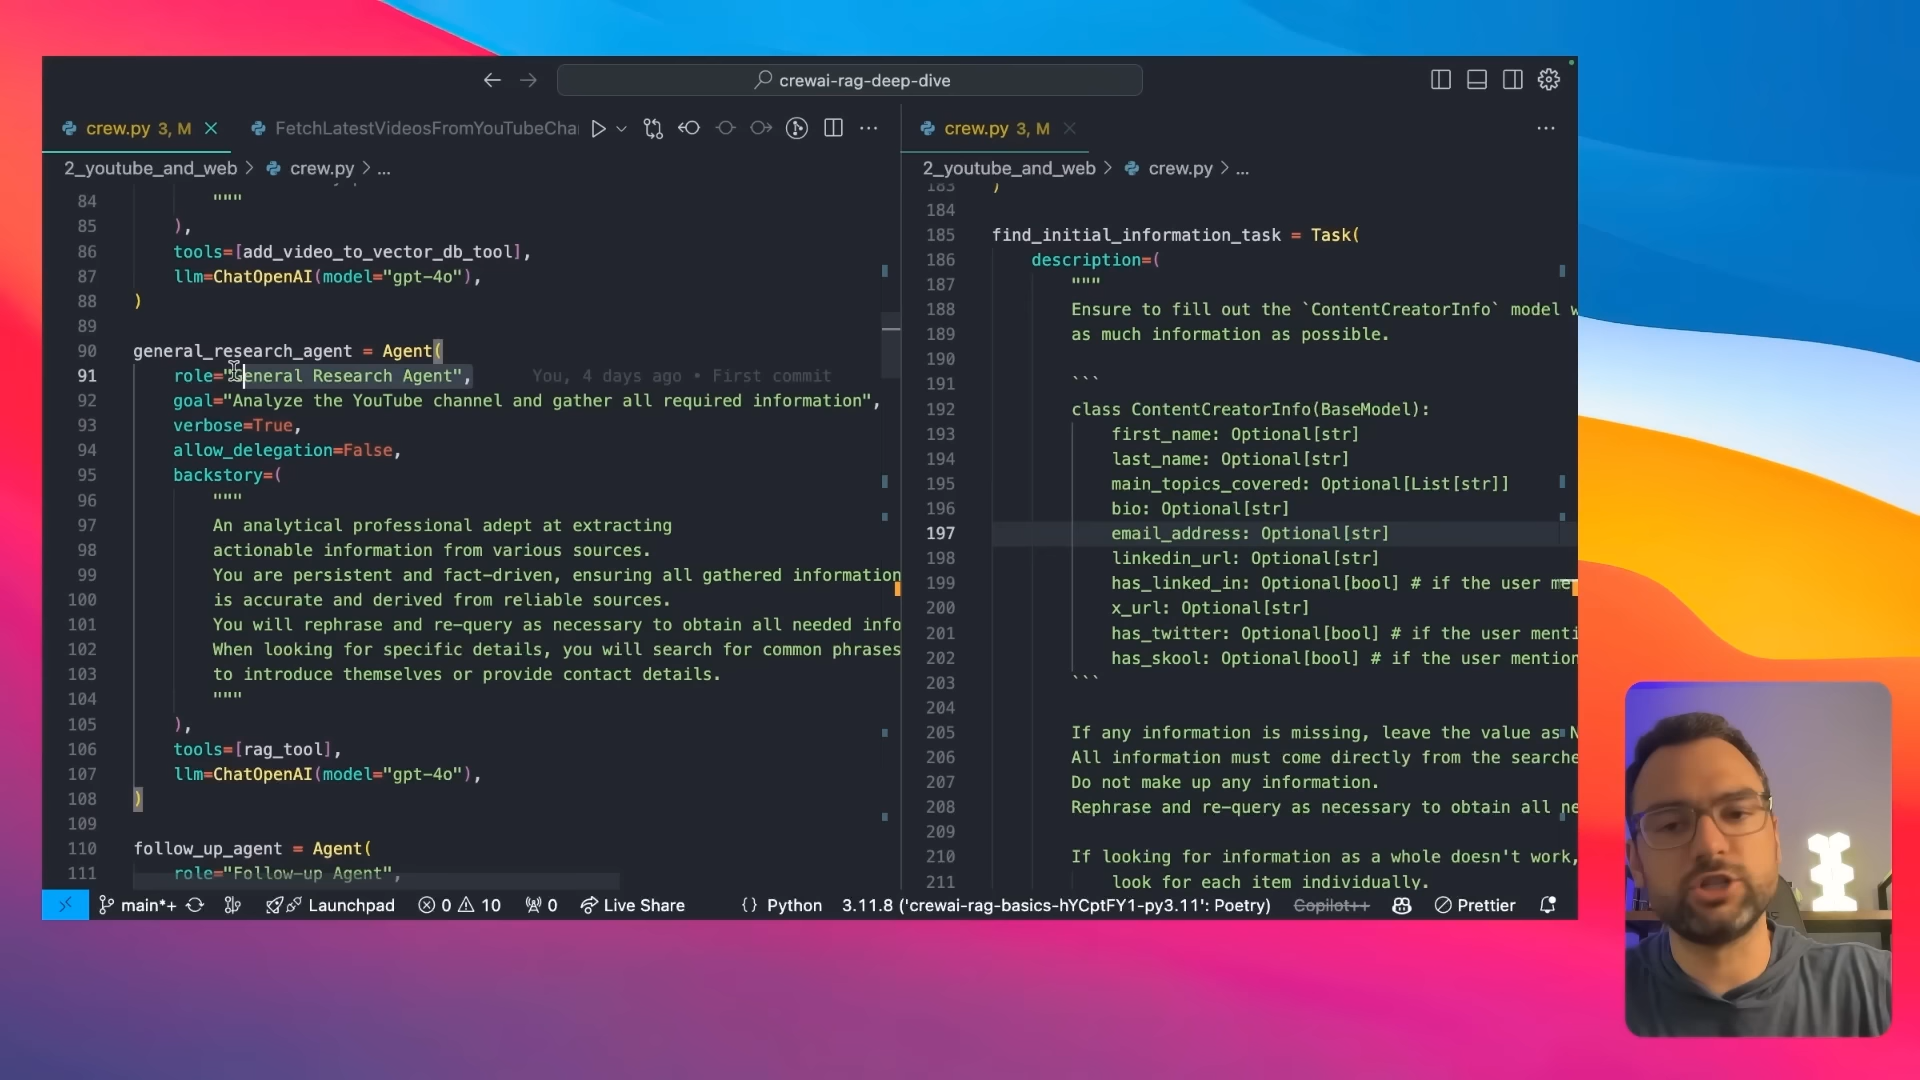 crewai-rag-deep-dive
crew.py 3, M
FetchLatestVideosFromYouTubeCha
2_youtube_and_web > crew.py > ...
84 """
85 ),
86 tools=[add_video_to_vector_db_tool],
87 llm=ChatOpenAI(model="gpt-4o"),
88 )
89
90 general_research_agent = Agent(
91 role="General Research Agent", You, 4 days ago • First commit
92 goal="Analyze the YouTube channel and gather all required information",
93 verbose=True,
94 allow_delegation=False,
95 backstory=(
96 """
97 An analytical professional adept at extracting
98 actionable information from various sources.
99 You are persistent and fact-driven, ensuring all gathered information
100 is accurate and derived from reliable sources.
101 You will rephrase and re-query as necessary to obtain all needed info
102 When looking for specific details, you will search for common phrases
103 to introduce themselves or provide contact details.
104 """
105 ),
106 tools=[rag_tool],
107 llm=ChatOpenAI(model="gpt-4o"),
108 )
109
110 follow_up_agent = Agent(
111 role="Follow-up Agent",
crew.py 3, M
2_youtube_and_web > crew.py > ...
183 )
184
185 find_initial_information_task = Task(
186 description=(
187 """
188 Ensure to fill out the `ContentCreatorInfo` model w
189 as much information as possible.
190
191 ```
192 class ContentCreatorInfo(BaseModel):
193 first_name: Optional[str]
194 last_name: Optional[str]
195 main_topics_covered: Optional[List[str]]
196 bio: Optional[str]
197 email_address: Optional[str]
198 linkedin_url: Optional[str]
199 has_linked_in: Optional[bool] # if the user me
200 x_url: Optional[str]
201 has_twitter: Optional[bool] # if the user menti
202 has_skool: Optional[bool] # if the user mention
203 ```
204
205 If any information is missing, leave the value as N
206 All information must come directly from the searche
207 Do not make up any information.
208 Rephrase and re-query as necessary to obtain all ne
209
210 If looking for information as a whole doesn't work,
211 look for each item individually.
main*+ Launchpad 0 10 0 Live Share {} Python 3.11.8 ('crewai-rag-basics-hYCptFY1-py3.11': Poetry) Copilot++ Prettier